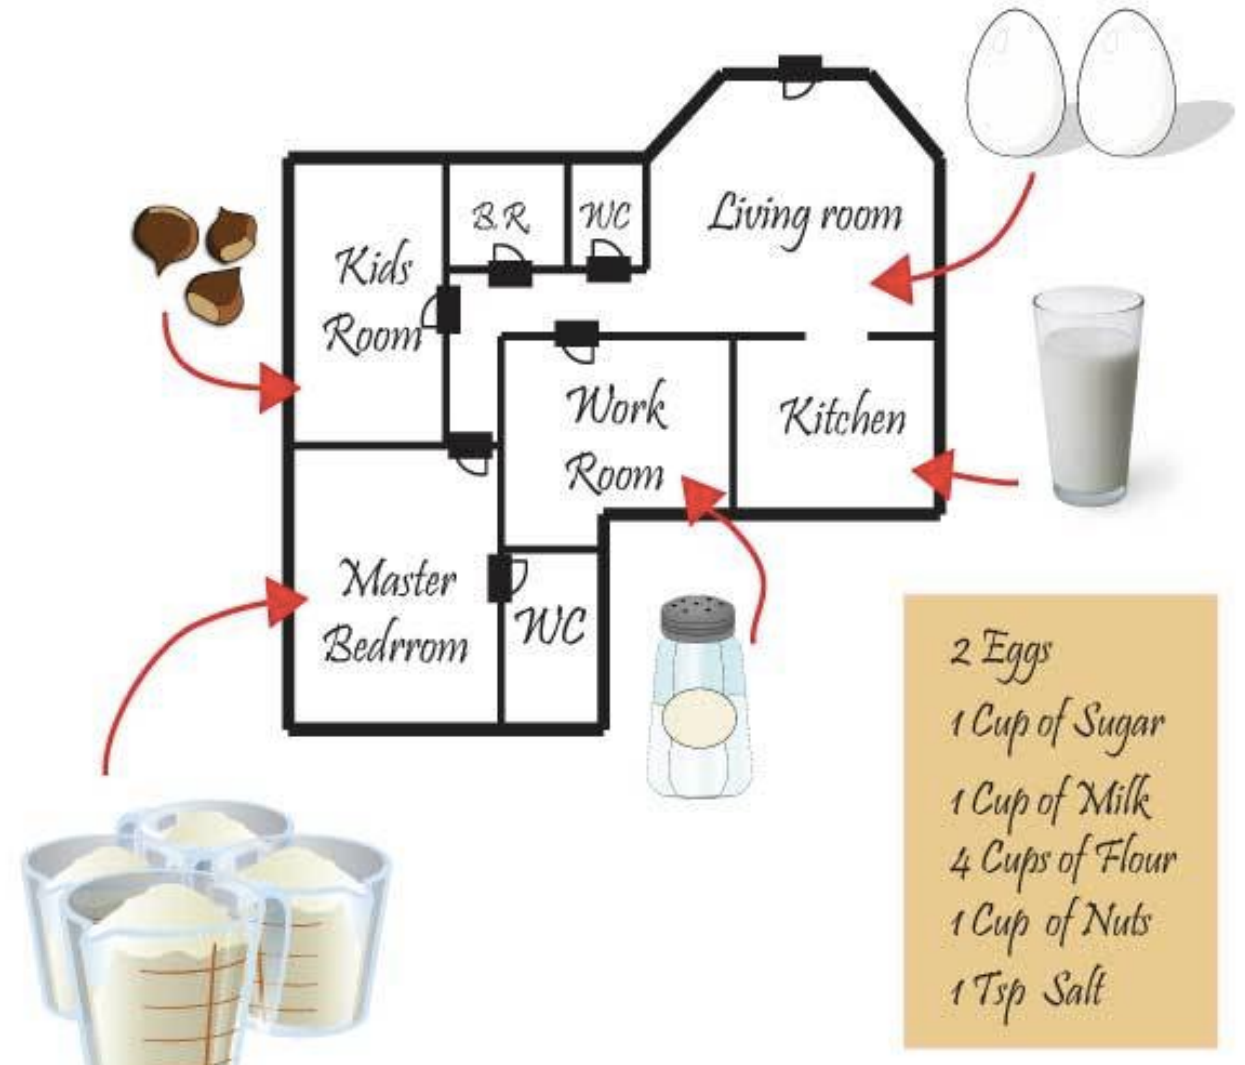 B.R.
WC
Living room
Kids
Room
Work
Room
Kitchen
Master
Bedrrom
WC
2 Eggs
1 Cup of Sugar
1 Cup of Milk
4 Cups of Flour
1 Cup of Nuts
1 Tsp Salt